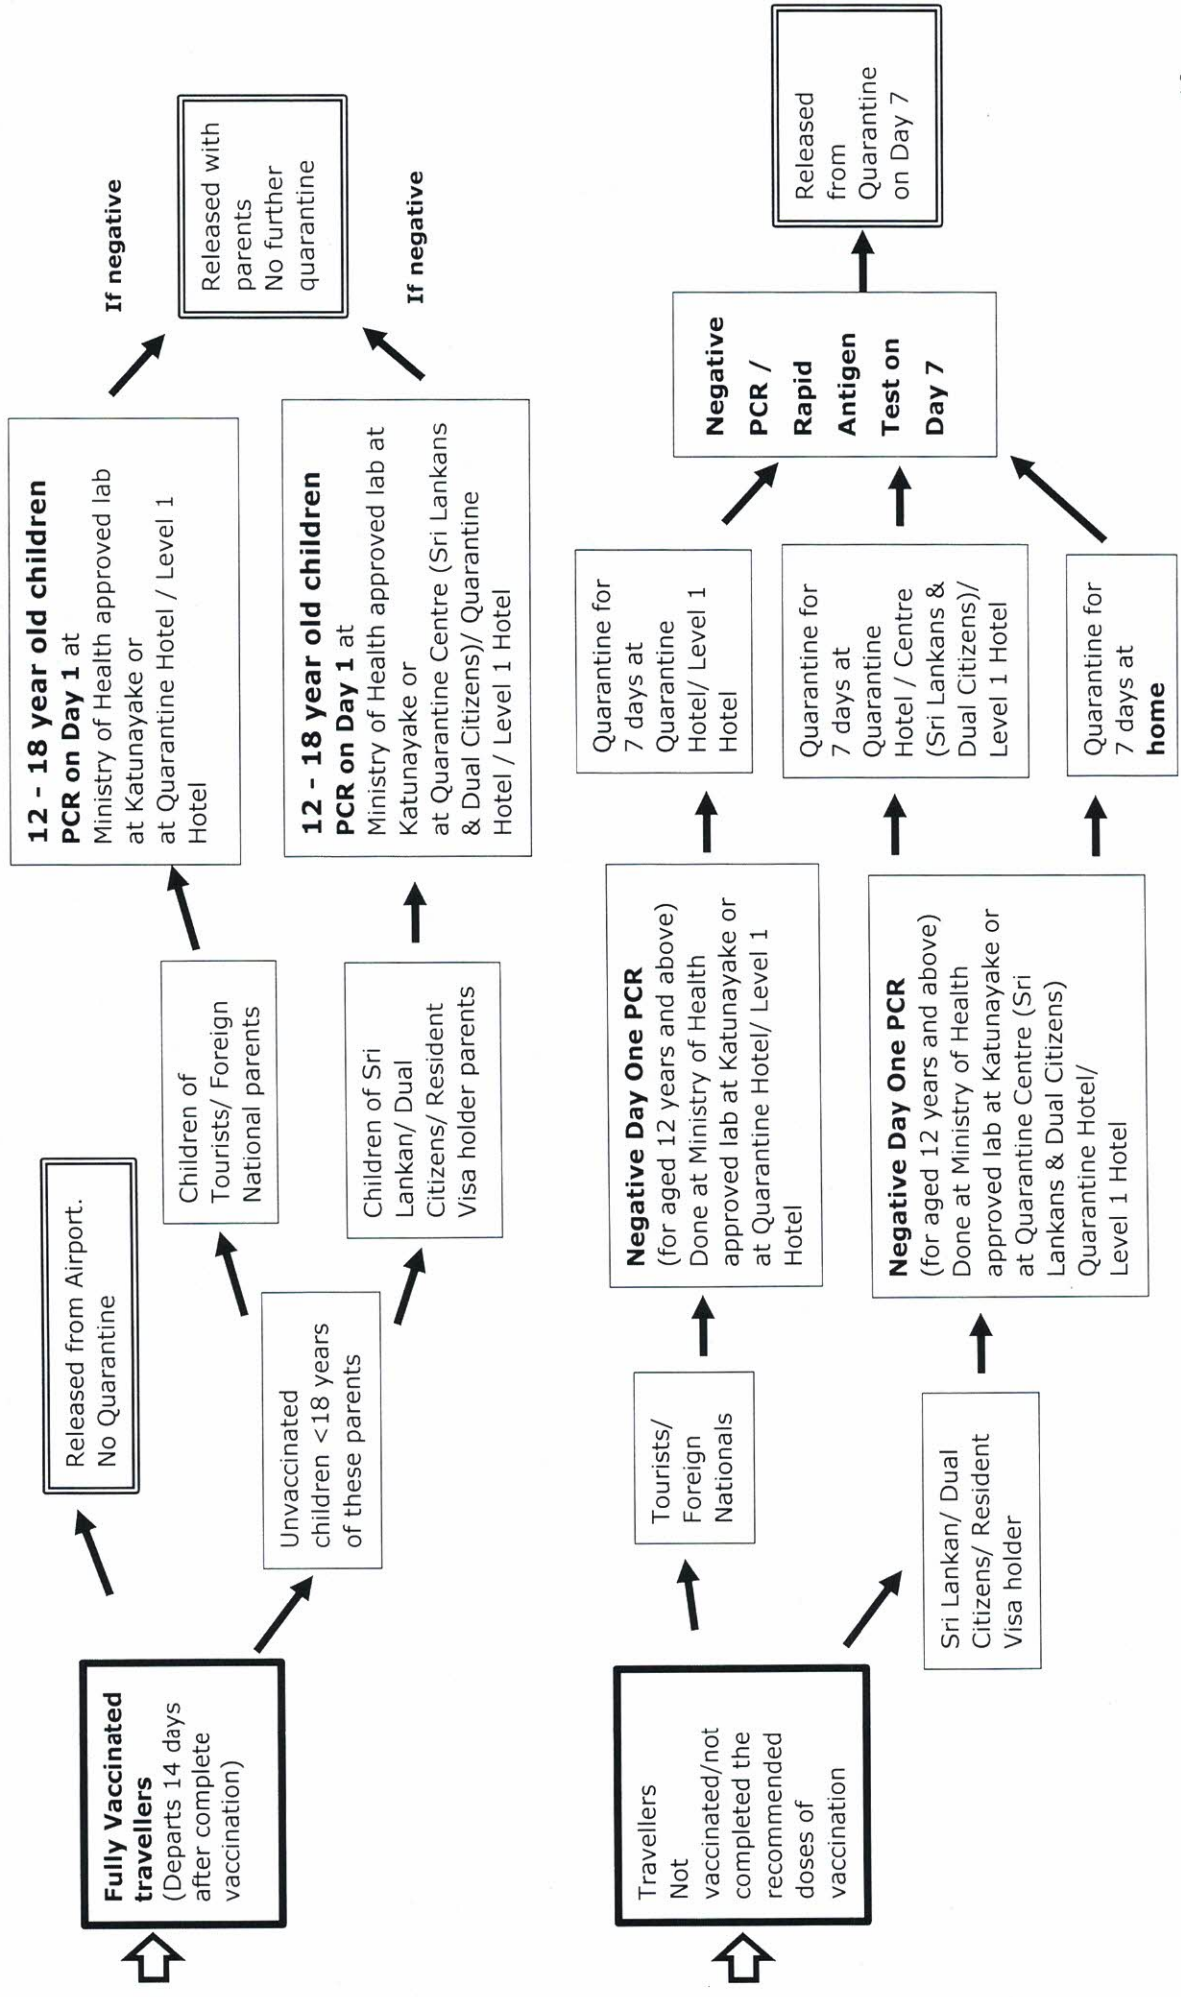 Fully Vaccinated
travellers
(Departs 14 days
after complete
vaccination)
Released from Airport.
No Quarantine
Unvaccinated
children <18 years
of these parents
Children of
Tourists/ Foreign
National parents
Children of Sri
Lankan/ Dual
Citizens/ Resident
Visa holder parents
12 – 18 year old children
PCR on Day 1 at
Ministry of Health approved lab
at Katunayake or
at Quarantine Hotel / Level 1
Hotel
12 – 18 year old children
PCR on Day 1 at
Ministry of Health approved lab at
Katunayake or
at Quarantine Centre (Sri Lankans
& Dual Citizens)/ Quarantine
Hotel / Level 1 Hotel
If negative
If negative
Released with
parents
No further
quarantine
Travellers
Not
vaccinated/not
completed the
recommended
doses of
vaccination
Tourists/
Foreign
Nationals
Sri Lankan/ Dual
Citizens/ Resident
Visa holder
Negative Day One PCR
(for aged 12 years and above)
Done at Ministry of Health
approved lab at Katunayake or
at Quarantine Hotel/ Level 1
Hotel
Negative Day One PCR
(for aged 12 years and above)
Done at Ministry of Health
approved lab at Katunayake or
at Quarantine Centre (Sri
Lankans & Dual Citizens)
Quarantine Hotel/
Level 1 Hotel
Quarantine for
7 days at
Quarantine
Hotel/ Level 1
Hotel
Quarantine for
7 days at
Quarantine
Hotel / Centre
(Sri Lankans &
Dual Citizens)/
Level 1 Hotel
Quarantine for
7 days at
home
Negative
PCR /
Rapid
Antigen
Test on
Day 7
Released
from
Quarantine
on Day 7